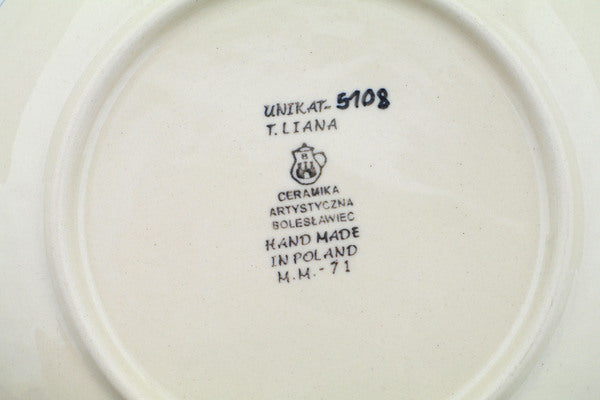 UNIKAT- 5108
T. LIANA
B
CERAMIKA
ARTYSTYCZNA
BOLESŁAWIEC
HAND MADE
IN POLAND
M.M.-71